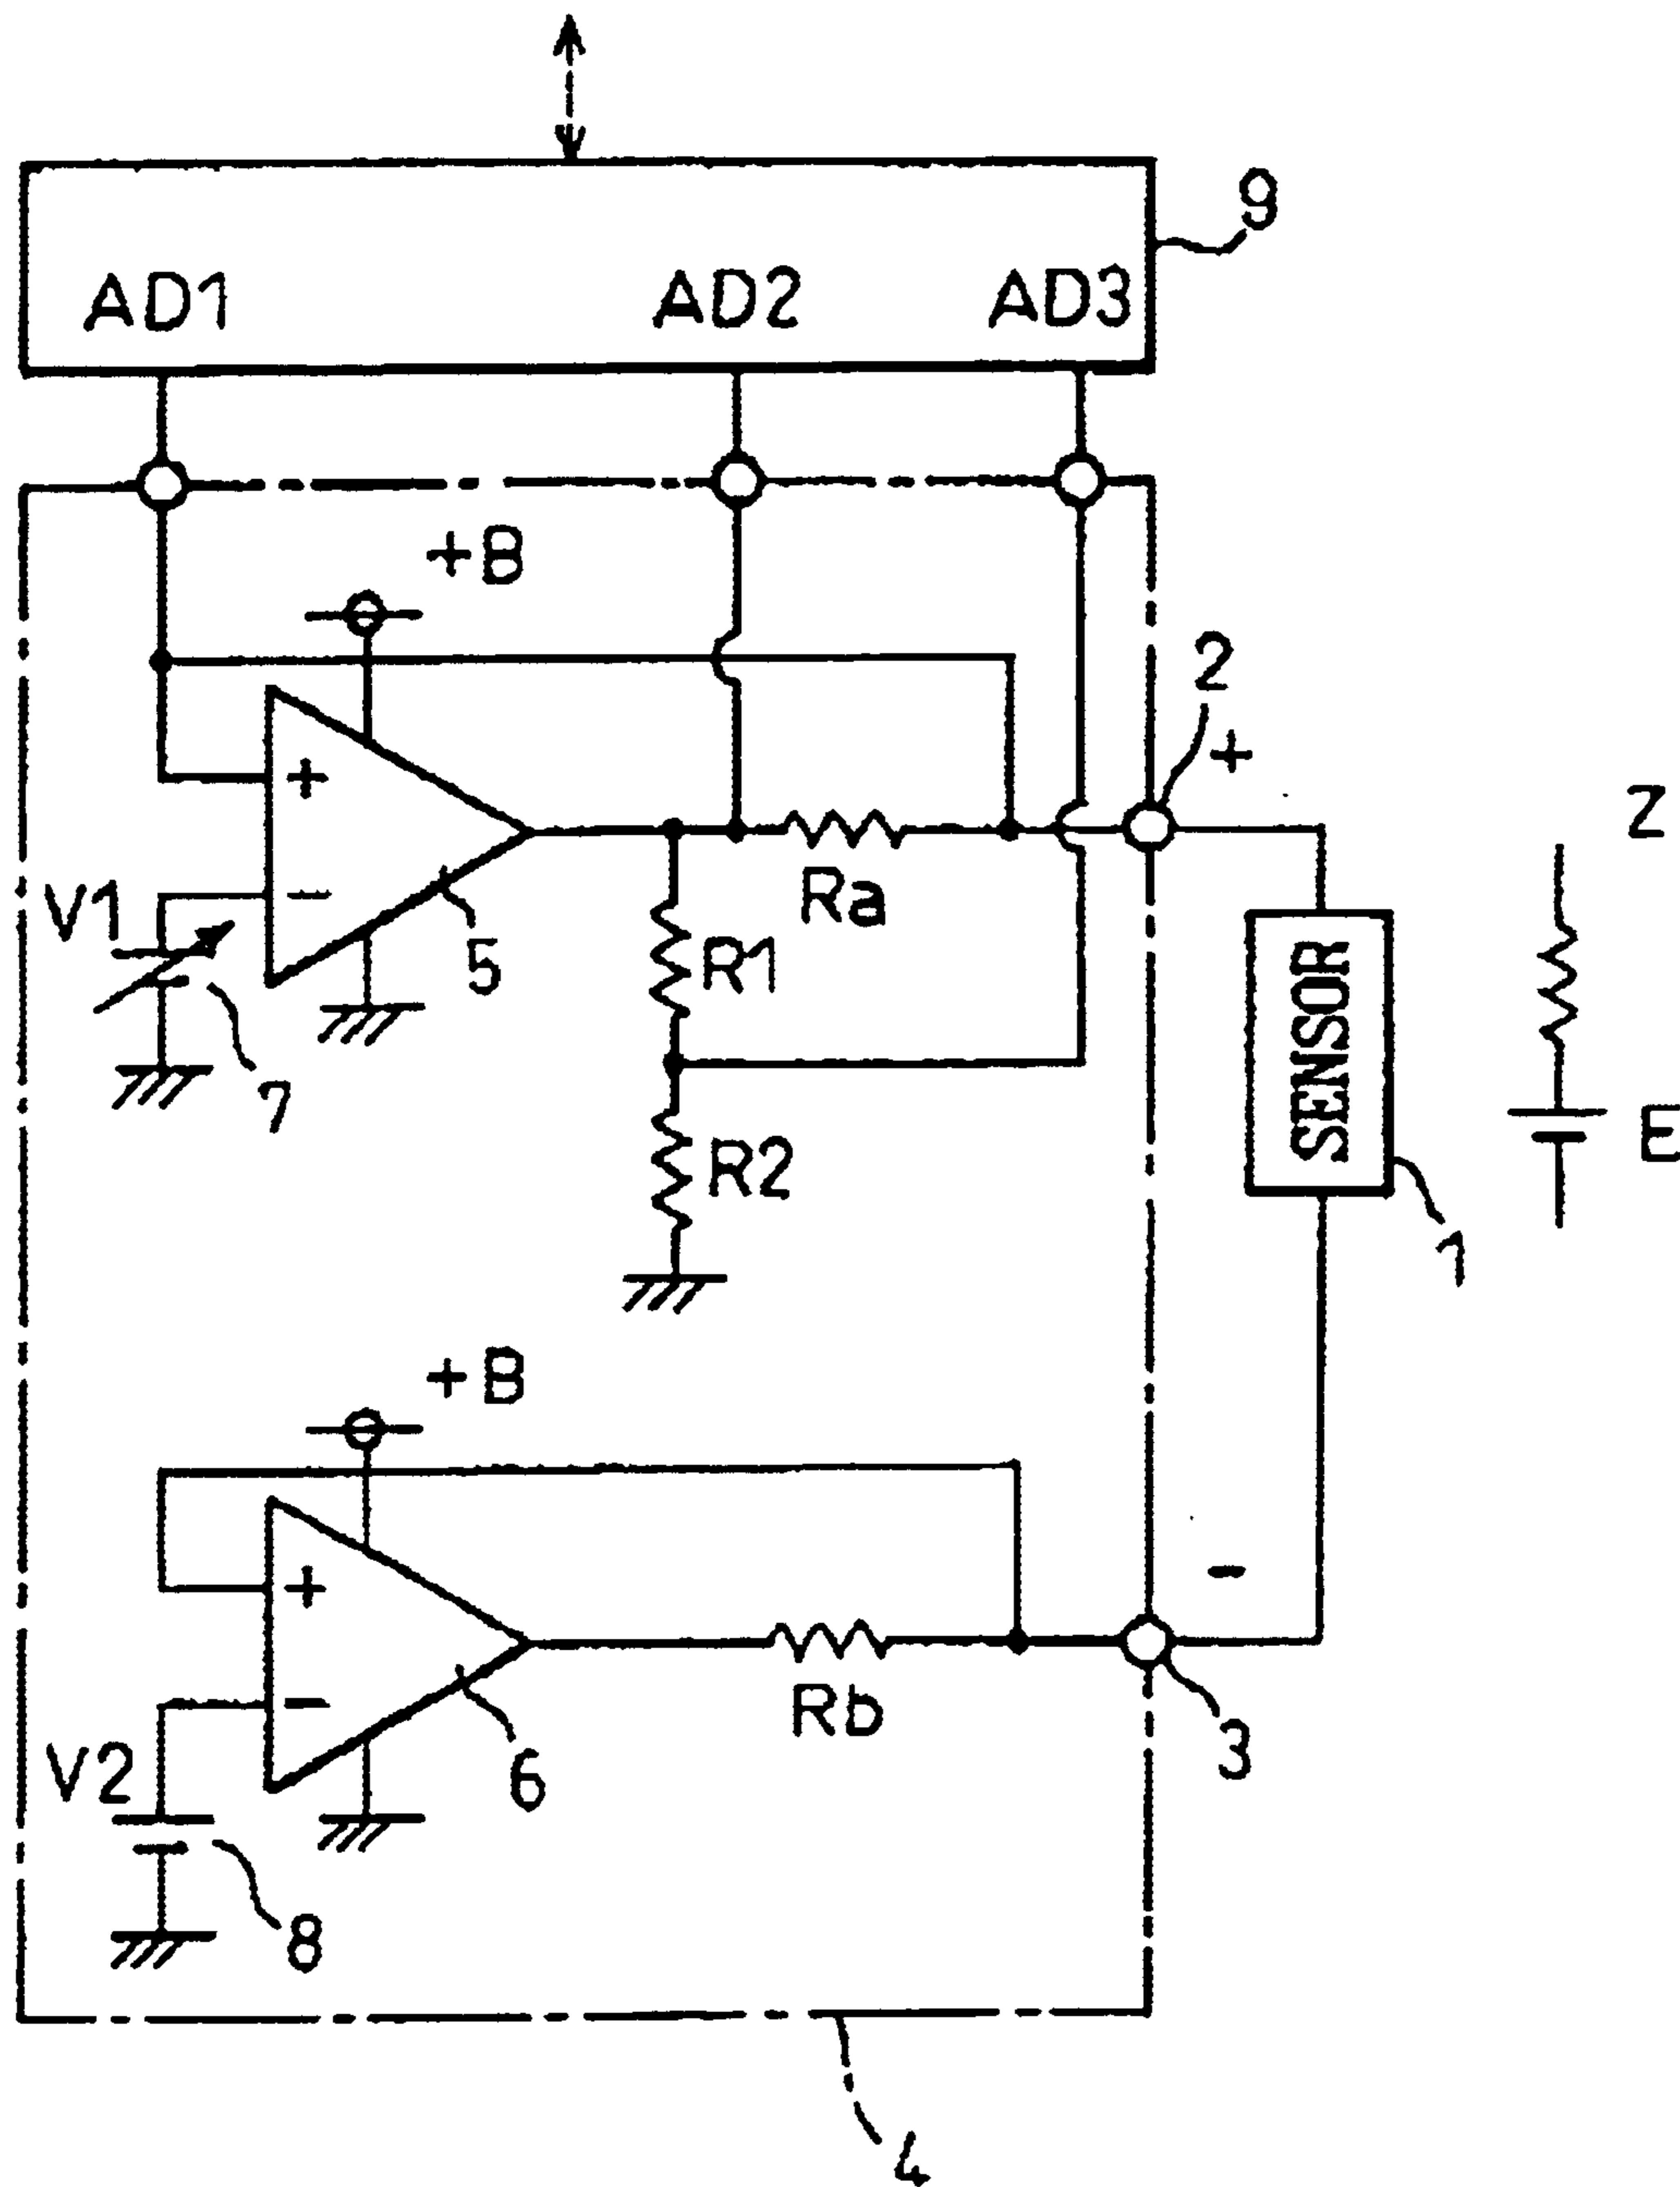 9
AD1 AD2 AD3
+B
2
+
+
Z
V1
−
Ra
5
R1
SENSOR
7
E
R2
1
+B
-
+
−
Rb
V2
6
3
8
4